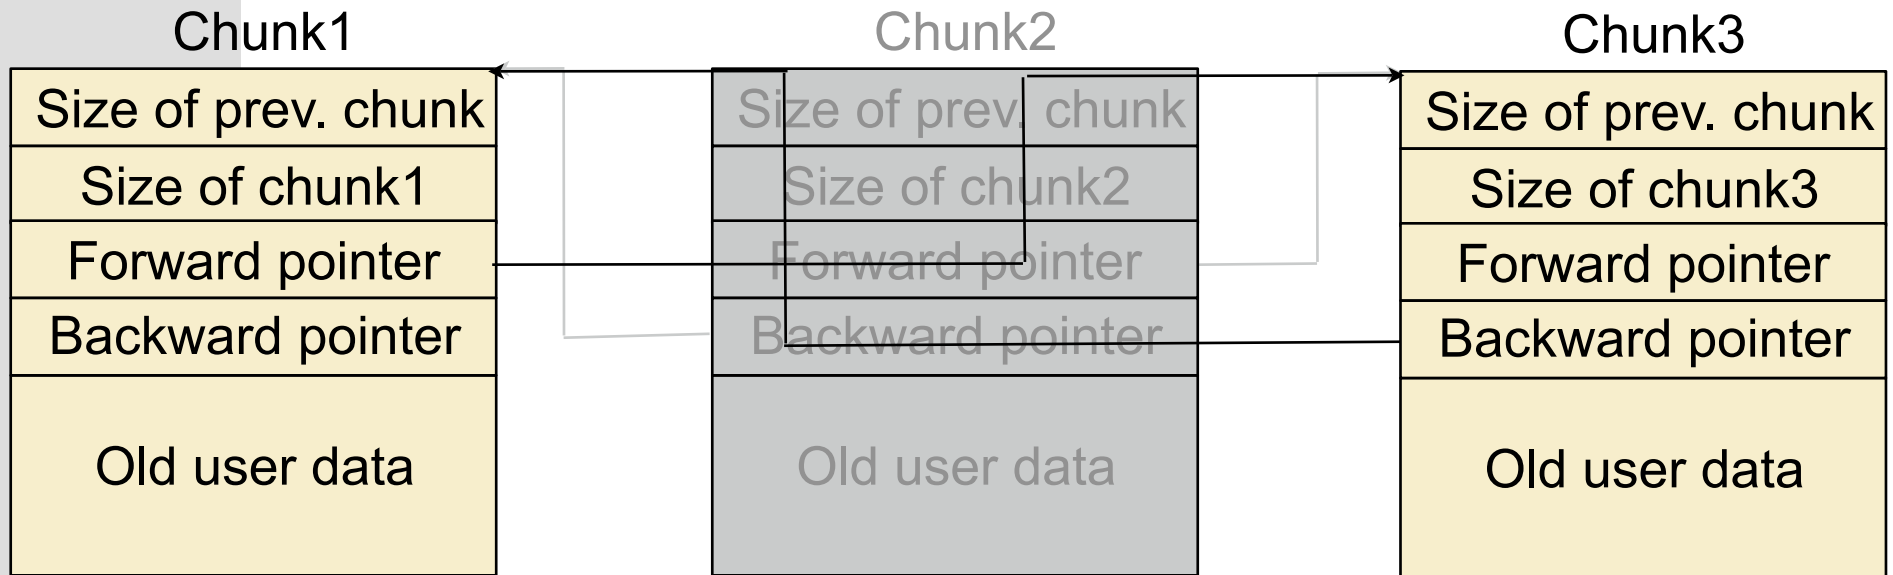 Chunk1
Size of prev. chunk
Size of chunk1
Forward pointer
Backward pointer
Old user data
Chunk2
Size of prev. chunk
Size of chunk2
Forward pointer
Backward pointer
Old user data
Chunk3
Size of prev. chunk
Size of chunk3
Forward pointer
Backward pointer
Old user data